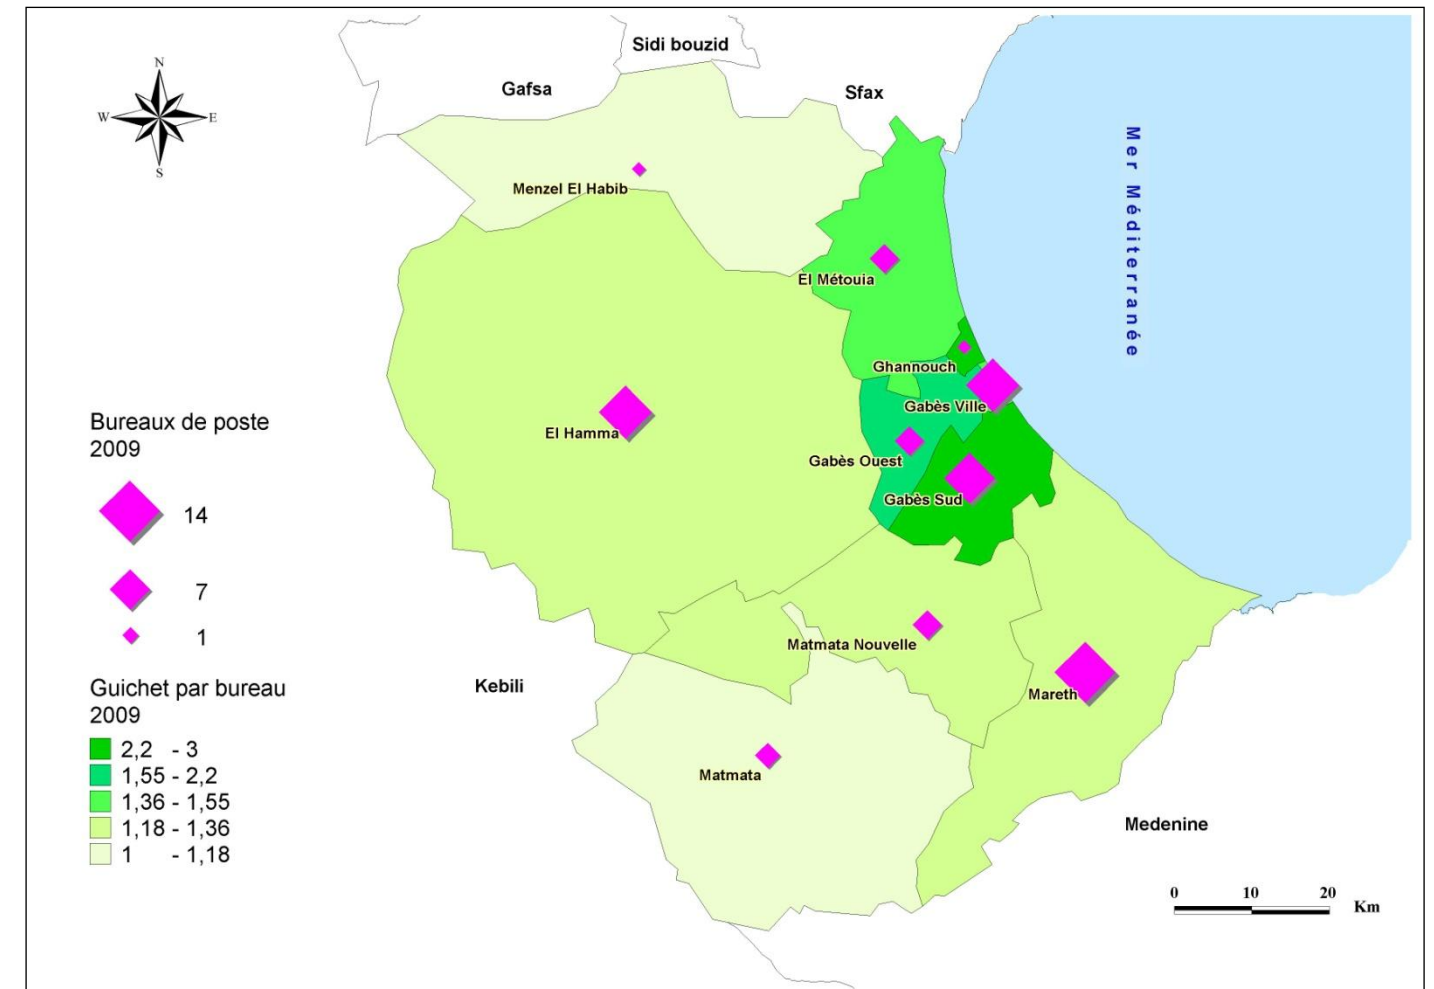 Sidi bouzid
Gafsa
Sfax
N
W
E
S
Mer Méditerranée
Menzel El Habib
El Métouia
Ghannouch
Gabès Ville
El Hamma
Gabès Ouest
Gabès Sud
Bureaux de poste
2009
14
7
1
Matmata Nouvelle
Kebili
Mareth
Guichet par bureau
2009
2,2 - 3
1,55 - 2,2
1,36 - 1,55
1,18 - 1,36
1 - 1,18
Matmata
Medenine
0 10 20
Km